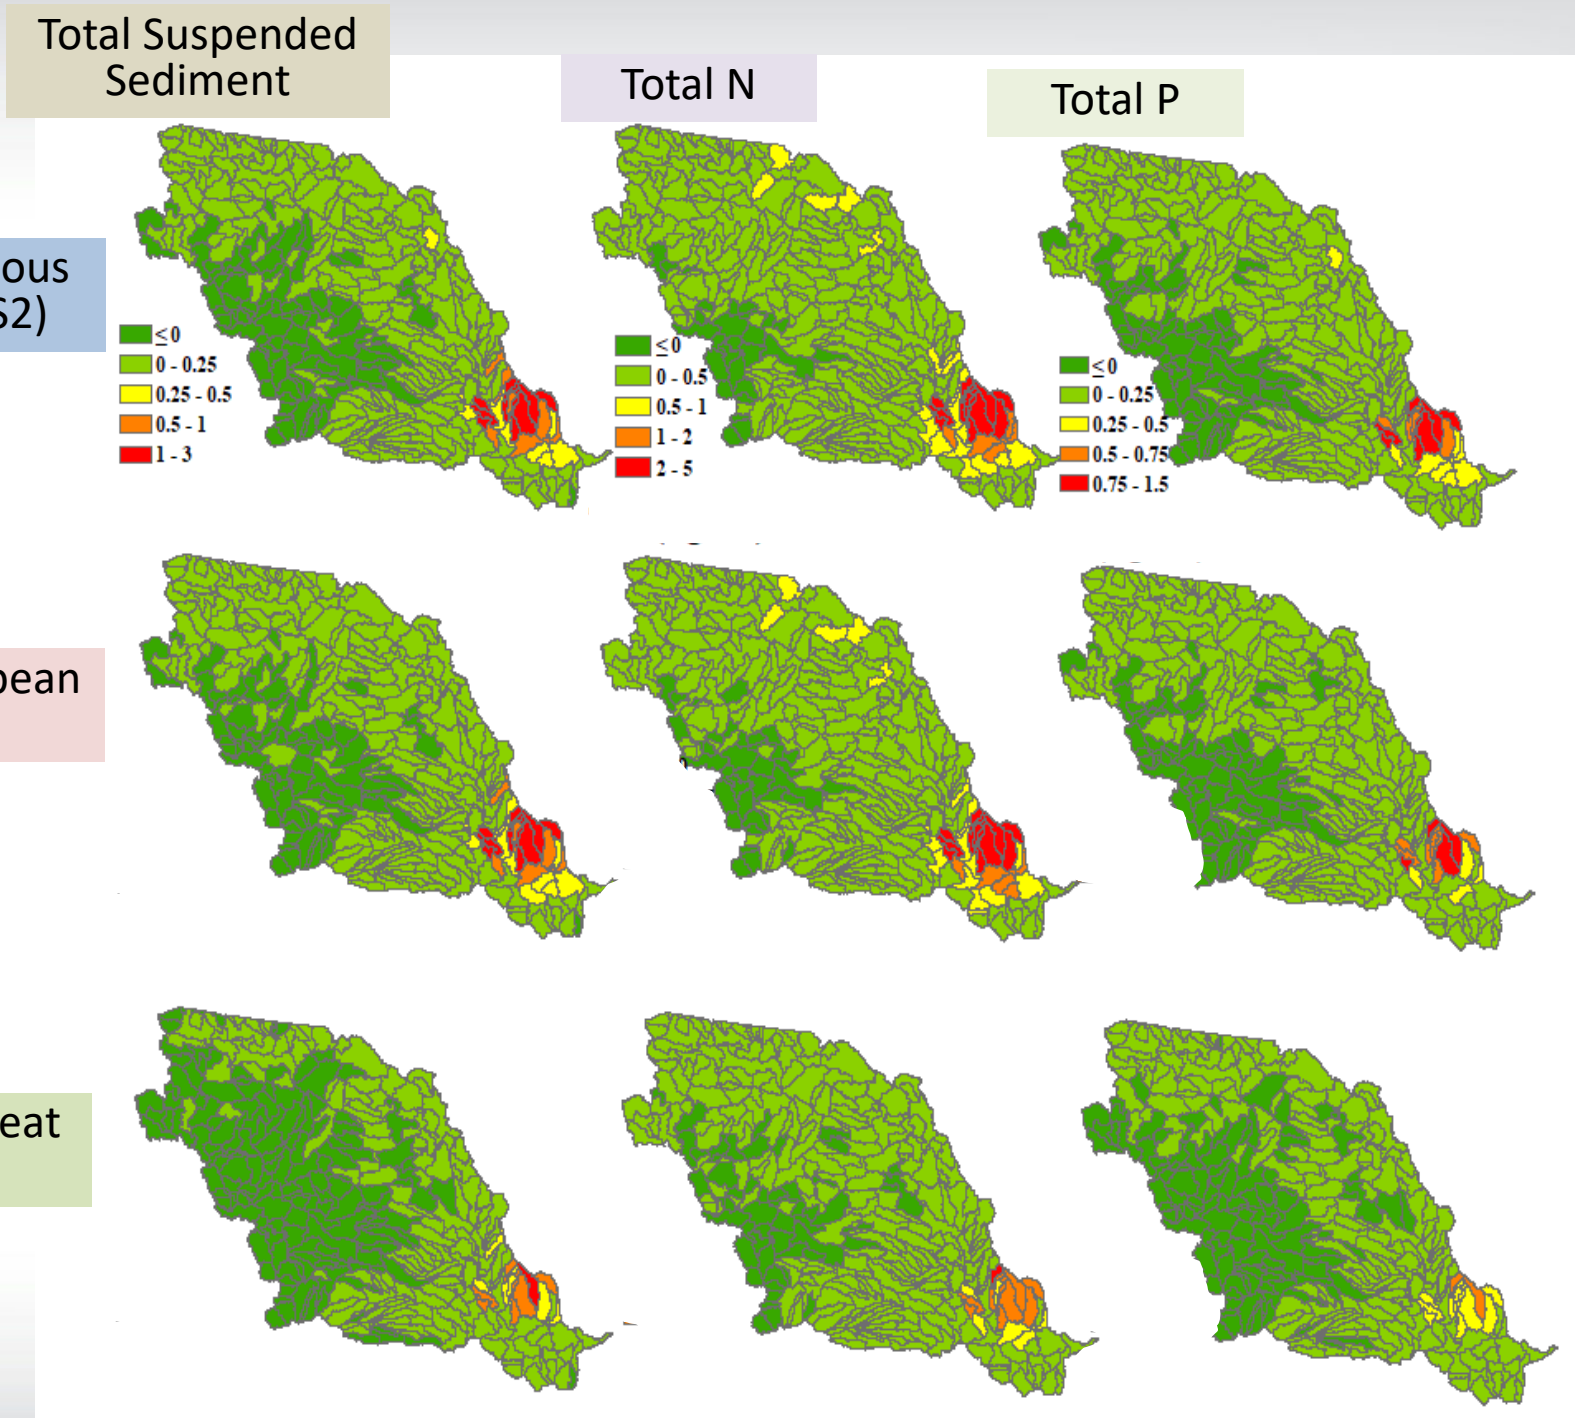 Total Suspended
Sediment
Total N
Total P
ous
S2)
≤ 0
0 - 0.25
0.25 - 0.5
0.5 - 1
1 - 3
≤ 0
0 - 0.5
0.5 - 1
1 - 2
2 - 5
≤ 0
0 - 0.25
0.25 - 0.5
0.5 - 0.75
0.75 - 1.5
bean
eat